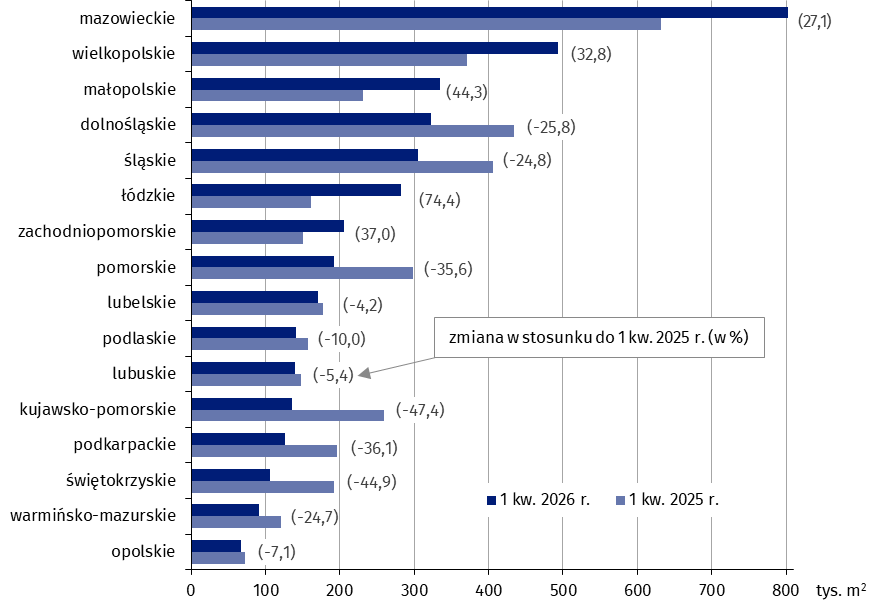 mazowieckie (27,1)
wielkopolskie (32,8)
małopolskie (44,3)
dolnośląskie (-25,8)
śląskie (-24,8)
łódzkie (74,4)
zachodniopomorskie (37,0)
pomorskie (-35,6)
lubelskie (-4,2)
podlaskie (-10,0)
zmiana w stosunku do 1 kw. 2025 r. (w %)
lubuskie (-5,4)
kujawsko-pomorskie (-47,4)
podkarpackie (-36,1)
świętokrzyskie (-44,9)
1 kw. 2026 r. 1 kw. 2025 r.
warmińsko-mazurskie (-24,7)
opolskie (-7,1)
0 100 200 300 400 500 600 700 800 tys. m²